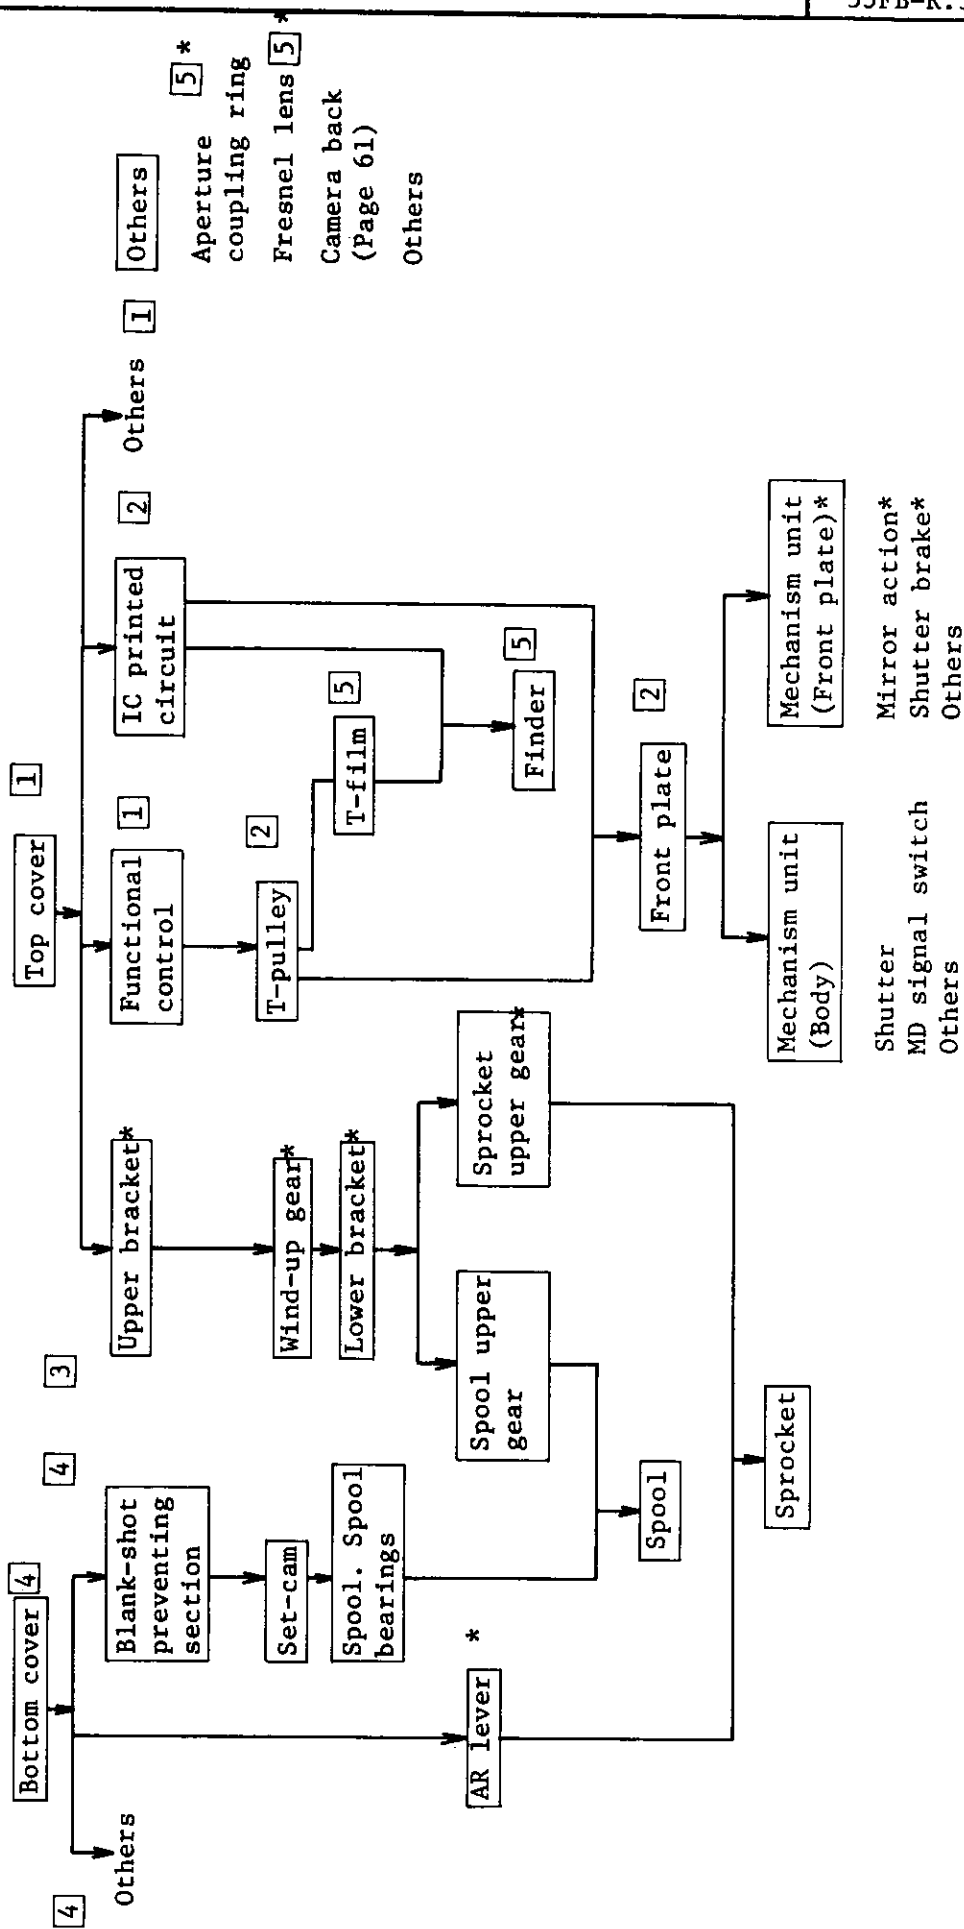 4
Bottom cover
4
4
3
Top cover
1
Others
Blank-shot
preventing
section
Upper bracket*
Functional
control
1
IC printed
circuit
2
Others
1
Others
Set-cam
Wind-up gear*
T-pulley
2
Aperture
coupling ring
5 *
Spool. Spool
bearings
Lower bracket*
T-film
5
Fresnel lens 5 *
Camera back
(Page 61)
Others
AR lever *
Spool upper
gear
Sprocket
upper gear*
Finder
5
Spool
Front plate
2
Sprocket
Mechanism unit
(Body)
Mechanism unit
(Front plate)*
Shutter
MD signal switch
Others
Mirror action*
Shutter brake*
Others